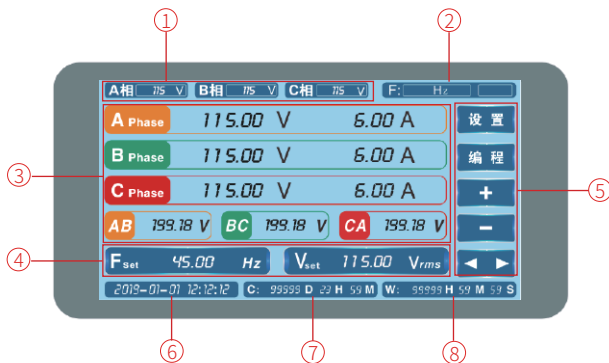 ① ②
A相 115 V B相 115 V C相 115 V F: Hz
A Phase 115.00 V 6.00 A 设置
B Phase 115.00 V 6.00 A 编程
C Phase 115.00 V 6.00 A +
③ ⑤
AB 199.18 V BC 199.18 V CA 199.18 V −
④ Fset 45.00 Hz Vset 115.00 Vrms ◀ ▶
2019-01-01 12:12:12 C: 99999 D 23 H 59 M W: 99999 H 59 M 59 S
⑥ ⑦ ⑧